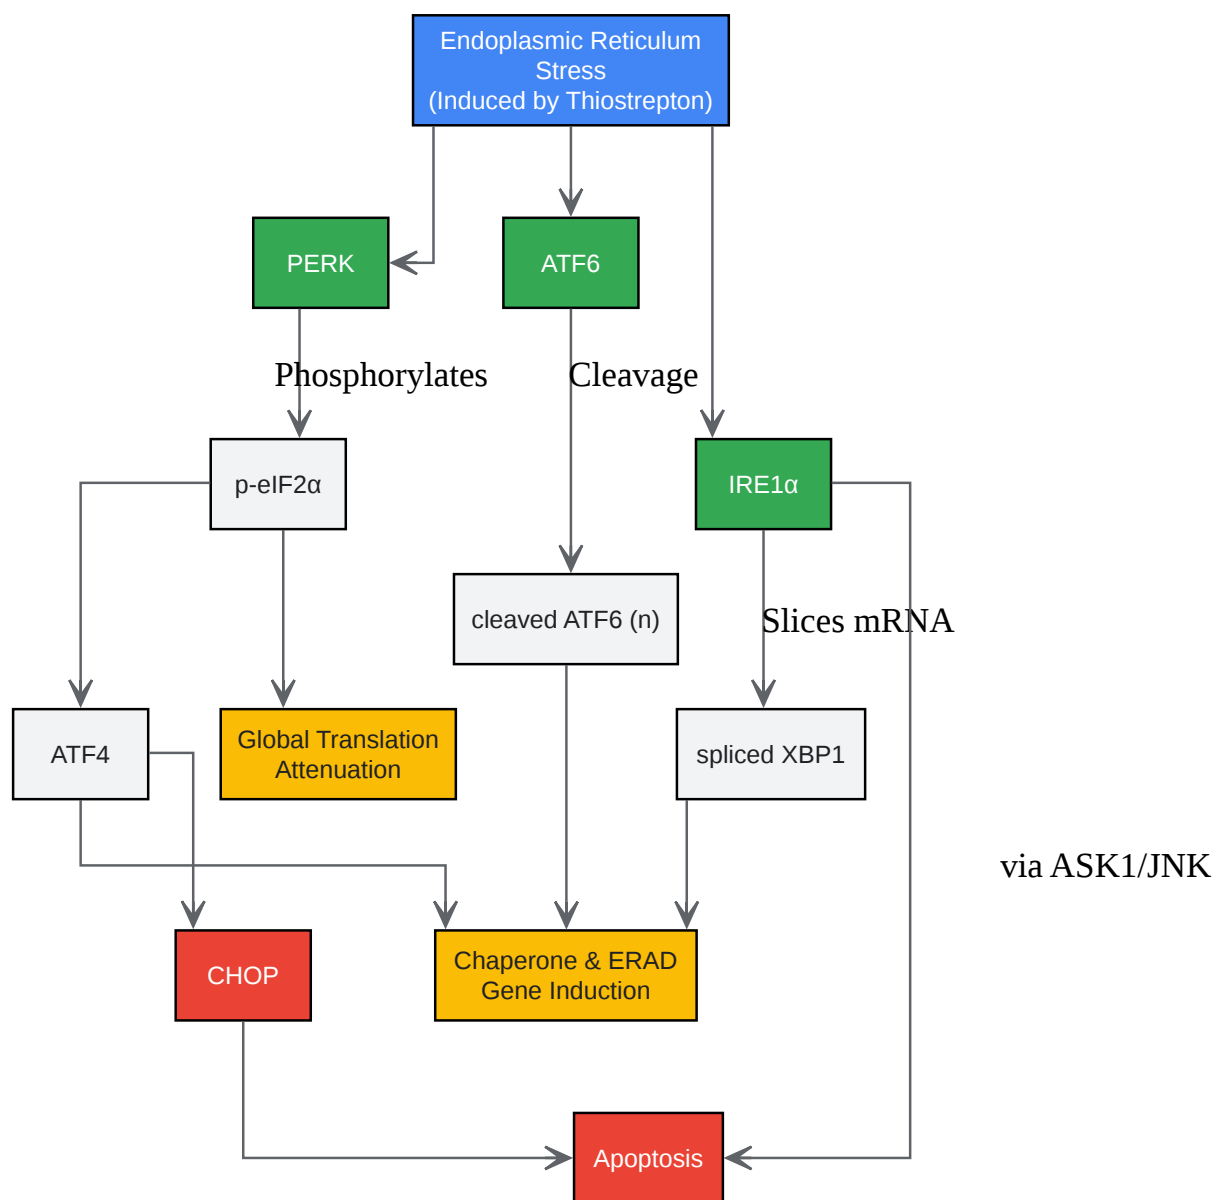 Endoplasmic Reticulum
Stress
(Induced by Thiostrepton)
PERK
ATF6
Phosphorylates
Cleavage
p-eIF2α
IRE1α
cleaved ATF6 (n)
Slices mRNA
ATF4
Global Translation
Attenuation
spliced XBP1
via ASK1/JNK
CHOP
Chaperone & ERAD
Gene Induction
Apoptosis